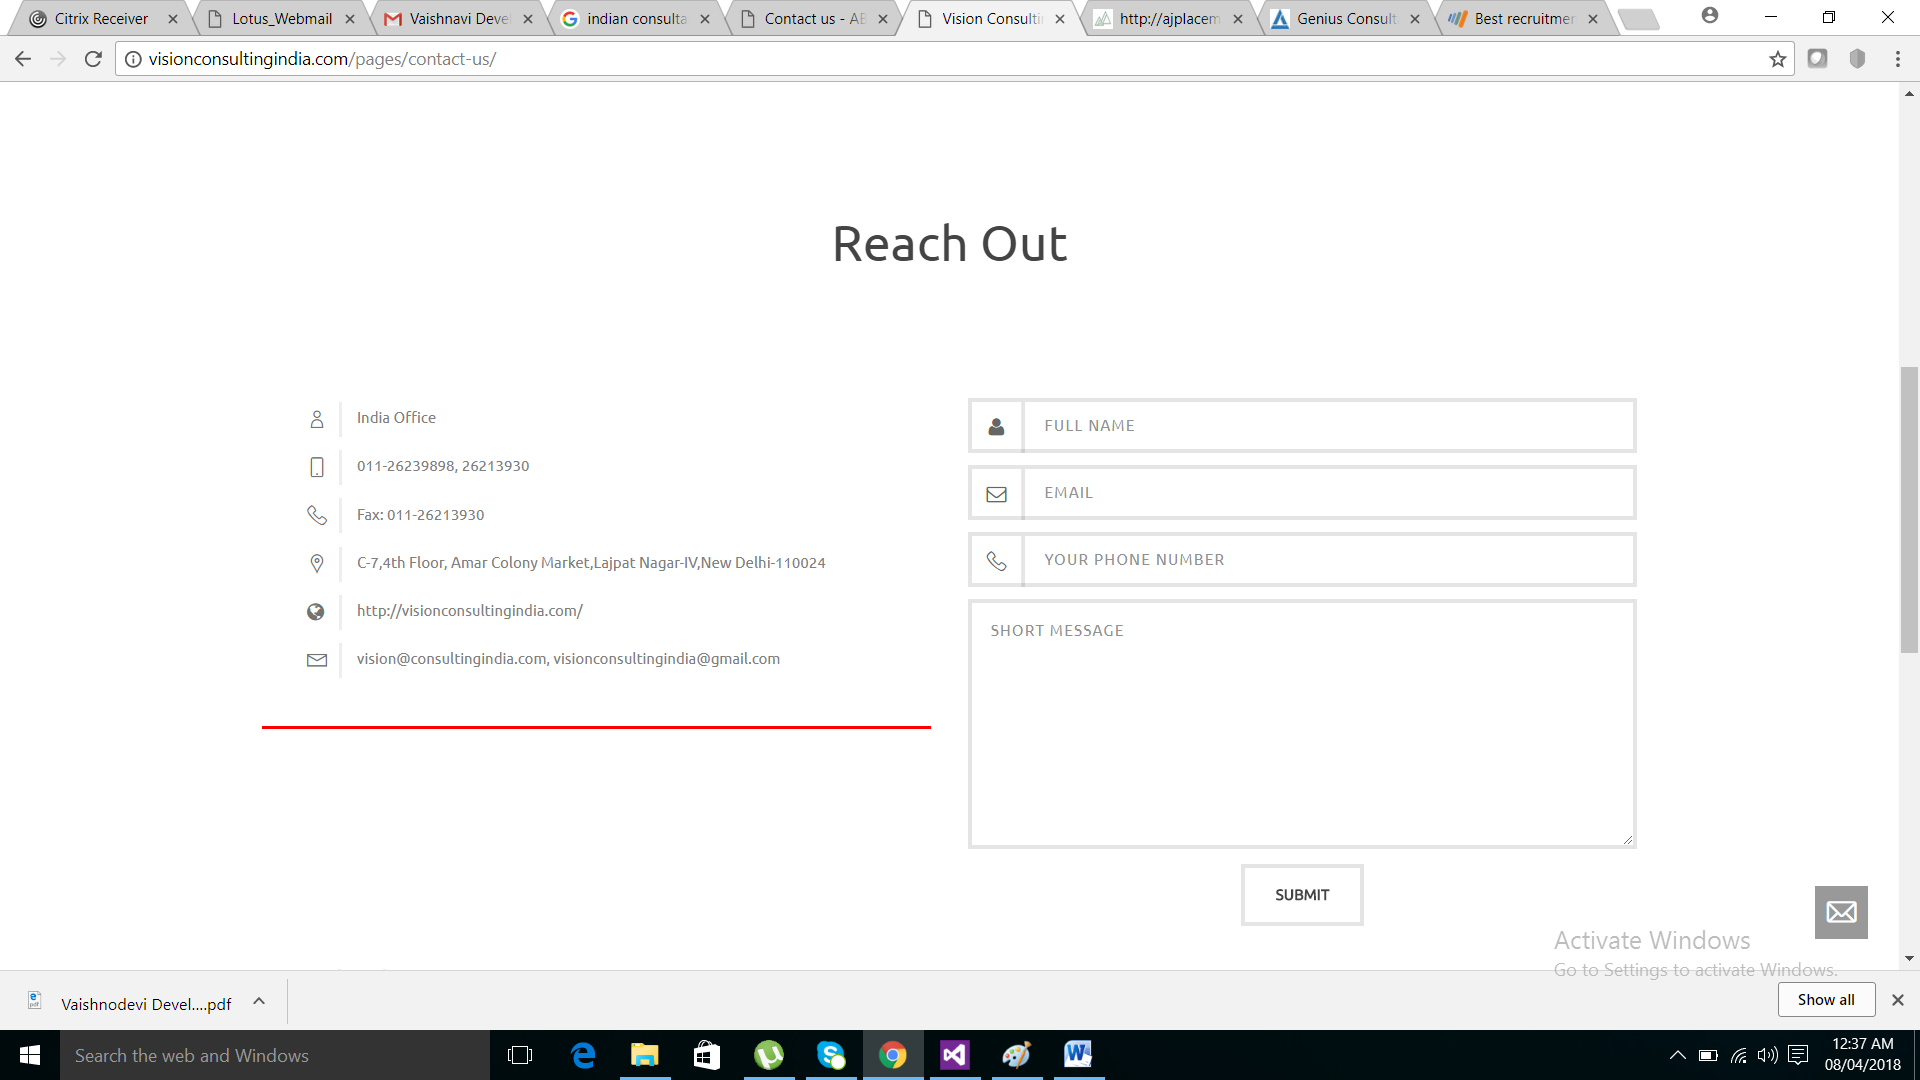 Citrix Receiver
Lotus_Webmail
Vaishnavi Deve
indian consulta
Contact us - AB
Vision Consulti
http://ajplacem
Genius Consult
Best recruitmer
visionconsultingindia.com/pages/contact-us/
Reach Out
India Office
011-26239898, 26213930
Fax: 011-26213930
C-7,4th Floor, Amar Colony Market,Lajpat Nagar-IV,New Delhi-110024
http://visionconsultingindia.com/
vision@consultingindia.com, visionconsultingindia@gmail.com
FULL NAME
EMAIL
YOUR PHONE NUMBER
SHORT MESSAGE
SUBMIT
Activate Windows
Go to Settings to activate Windows.
Vaishnodevi Devel....pdf
Show all
Search the web and Windows
12:37 AM
08/04/2018